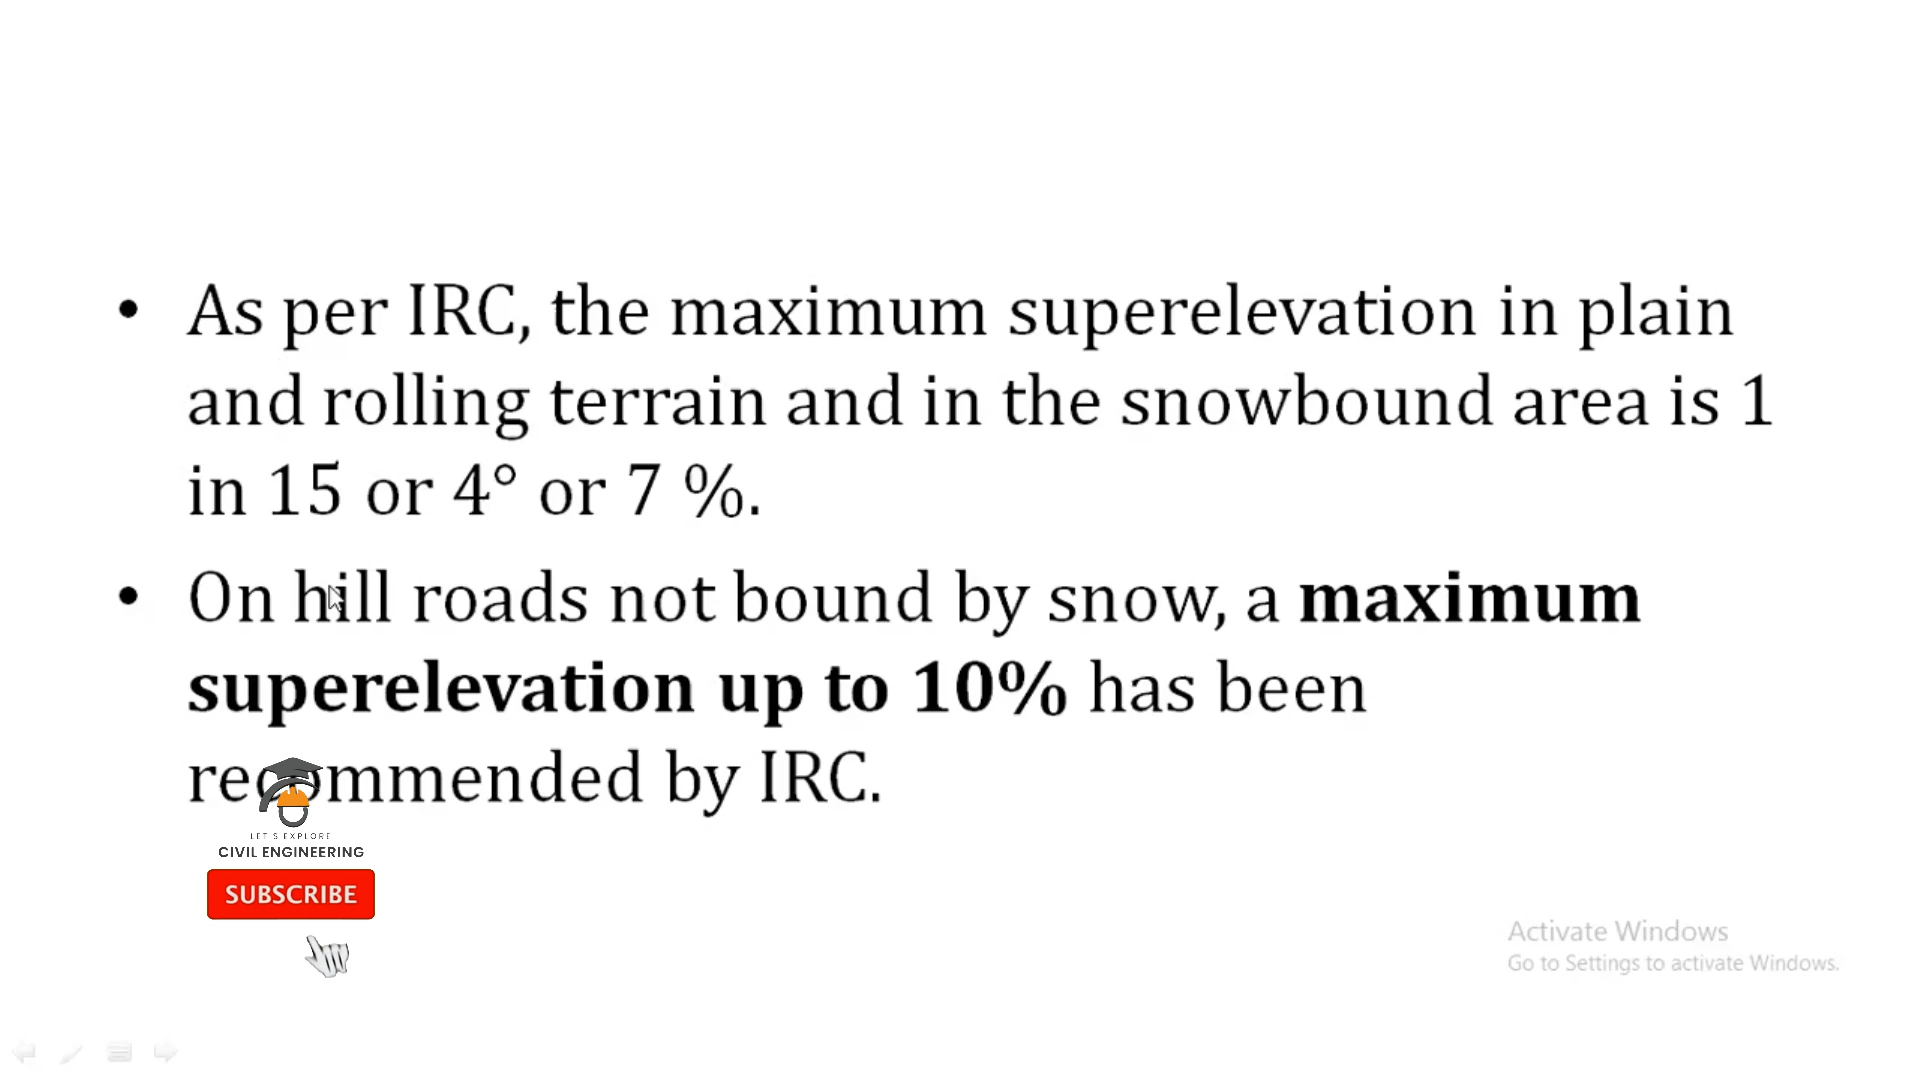 • As per IRC, the maximum superelevation in plain
and rolling terrain and in the snowbound area is 1
in 15 or 4° or 7 %.
• On hill roads not bound by snow, a maximum
superelevation up to 10% has been
recommended by IRC.
LET'S EXPLORE
CIVIL ENGINEERING
SUBSCRIBE
Activate Windows
Go to Settings to activate Windows.